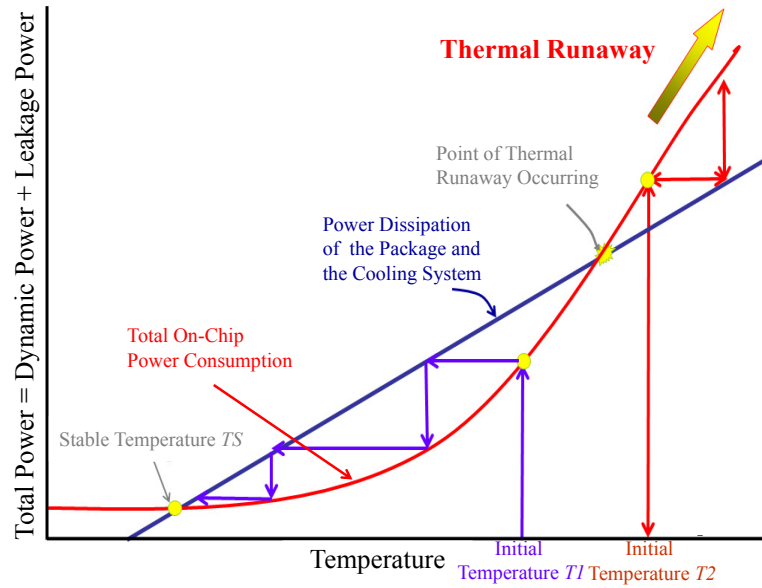 Thermal Runaway
Point of Thermal
Runaway Occurring
Power Dissipation
of the Package and
the Cooling System
Total On-Chip
Power Consumption
Stable Temperature TS
Total Power = Dynamic Power + Leakage Power
Temperature
Initial
Temperature T1
Initial
Temperature T2